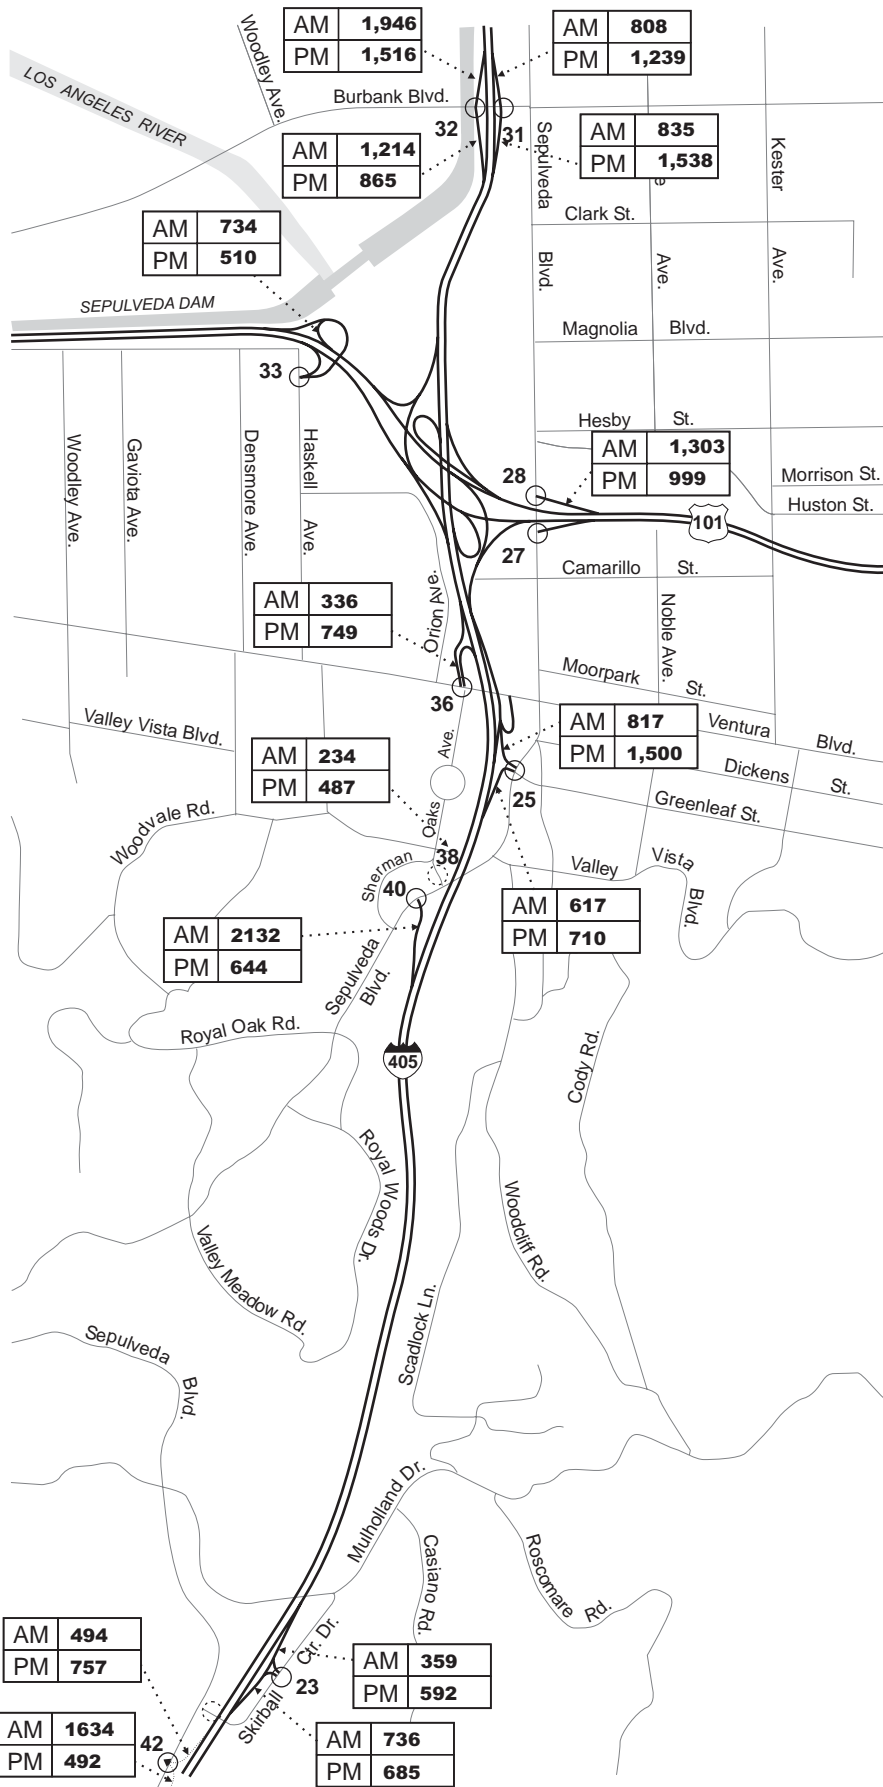 AM 1,946
PM 1,516
AM 808
PM 1,239
Woodley Ave.
LOS ANGELES RIVER
Burbank Blvd.
32
31
AM 1,214
PM 865
AM 835
PM 1,538
e
Sepulveda
Blvd.
Kester
Ave.
Clark St.
Ave.
AM 734
PM 510
SEPULVEDA DAM
Magnolia Blvd.
33
Hesby St.
AM 1,303
PM 999
28
Morrison St.
Huston St.
101
27
Woodley Ave.
Gaviota Ave.
Densmore Ave.
Haskell
Ave.
Camarillo St.
AM 336
PM 749
Orion Ave.
Noble Ave.
Moorpark St.
36
Valley Vista Blvd.
AM 817
PM 1,500
Ventura Blvd.
AM 234
PM 487
Ave.
Oaks
Sherman
25
Dickens St.
Greenleaf St.
Woodvale Rd.
38
Valley Vista Blvd.
40
AM 617
PM 710
AM 2132
PM 644
Sepulveda
Blvd.
Royal Oak Rd.
405
Cody Rd.
Royal Woods Dr.
Woodcliff Rd.
Valley Meadow Rd.
Scadlock Ln.
Sepulveda
Blvd.
Mulholland Dr.
Casiano Rd.
Roscomare Rd.
AM 494
PM 757
Skirball Ctr. Dr.
23
AM 359
PM 592
AM 1634
PM 492
42
AM 736
PM 685